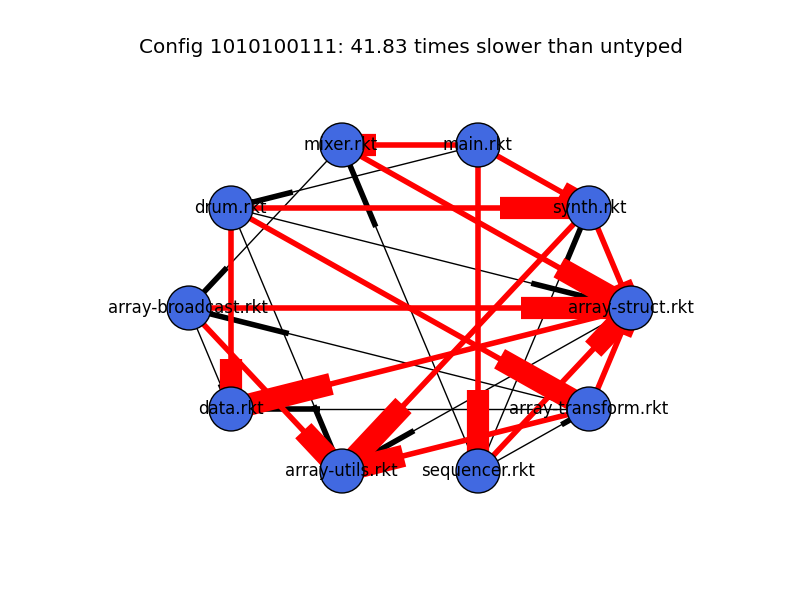 Config 1010100111: 41.83 times slower than untyped
mixer.rkt
main.rkt
drum.rkt
synth.rkt
array-broadcast.rkt
array-struct.rkt
data.rkt
array-transform.rkt
array-utils.rkt
sequencer.rkt